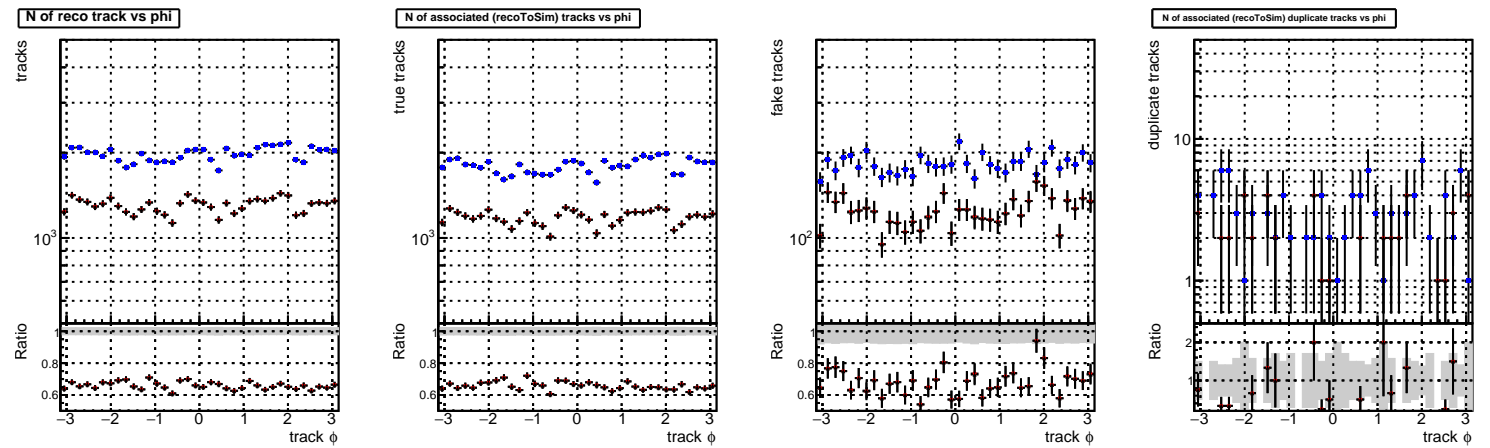 N of reco track vs phi
tracks
10³
Ratio
1
0.8
0.6
−3 −2 −1 0 1 2 3
track ϕ
N of associated (recoToSim) tracks vs phi
true tracks
10³
Ratio
1
0.8
0.6
−3 −2 −1 0 1 2 3
track ϕ
fake tracks
10²
Ratio
1
0.8
0.6
−3 −2 −1 0 1 2 3
track ϕ
N of associated (recoToSim) duplicate tracks vs phi
duplicate tracks
10
1
Ratio
2
1
−3 −2 −1 0 1 2 3
track ϕ